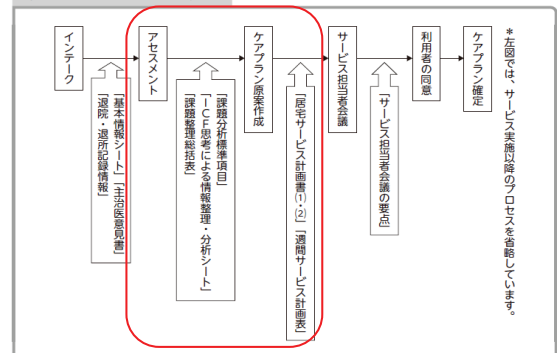 ＊左図では、サービス実施以降のプロセスを省略しています。
インテーク
「基本情報シート」「主治医意見書」
「退院・退所記録情報」
アセスメント
課題分析標準項目
「ＩＣＦ思考による情報整理・分析シート」
「課題整理総括表」
ケアプラン原案作成
「居宅サービス計画書⑴・⑵」「週間サービス計画表」
サービス担当者会議
「サービス担当者会議の要点」
利用者の同意
ケアプラン確定